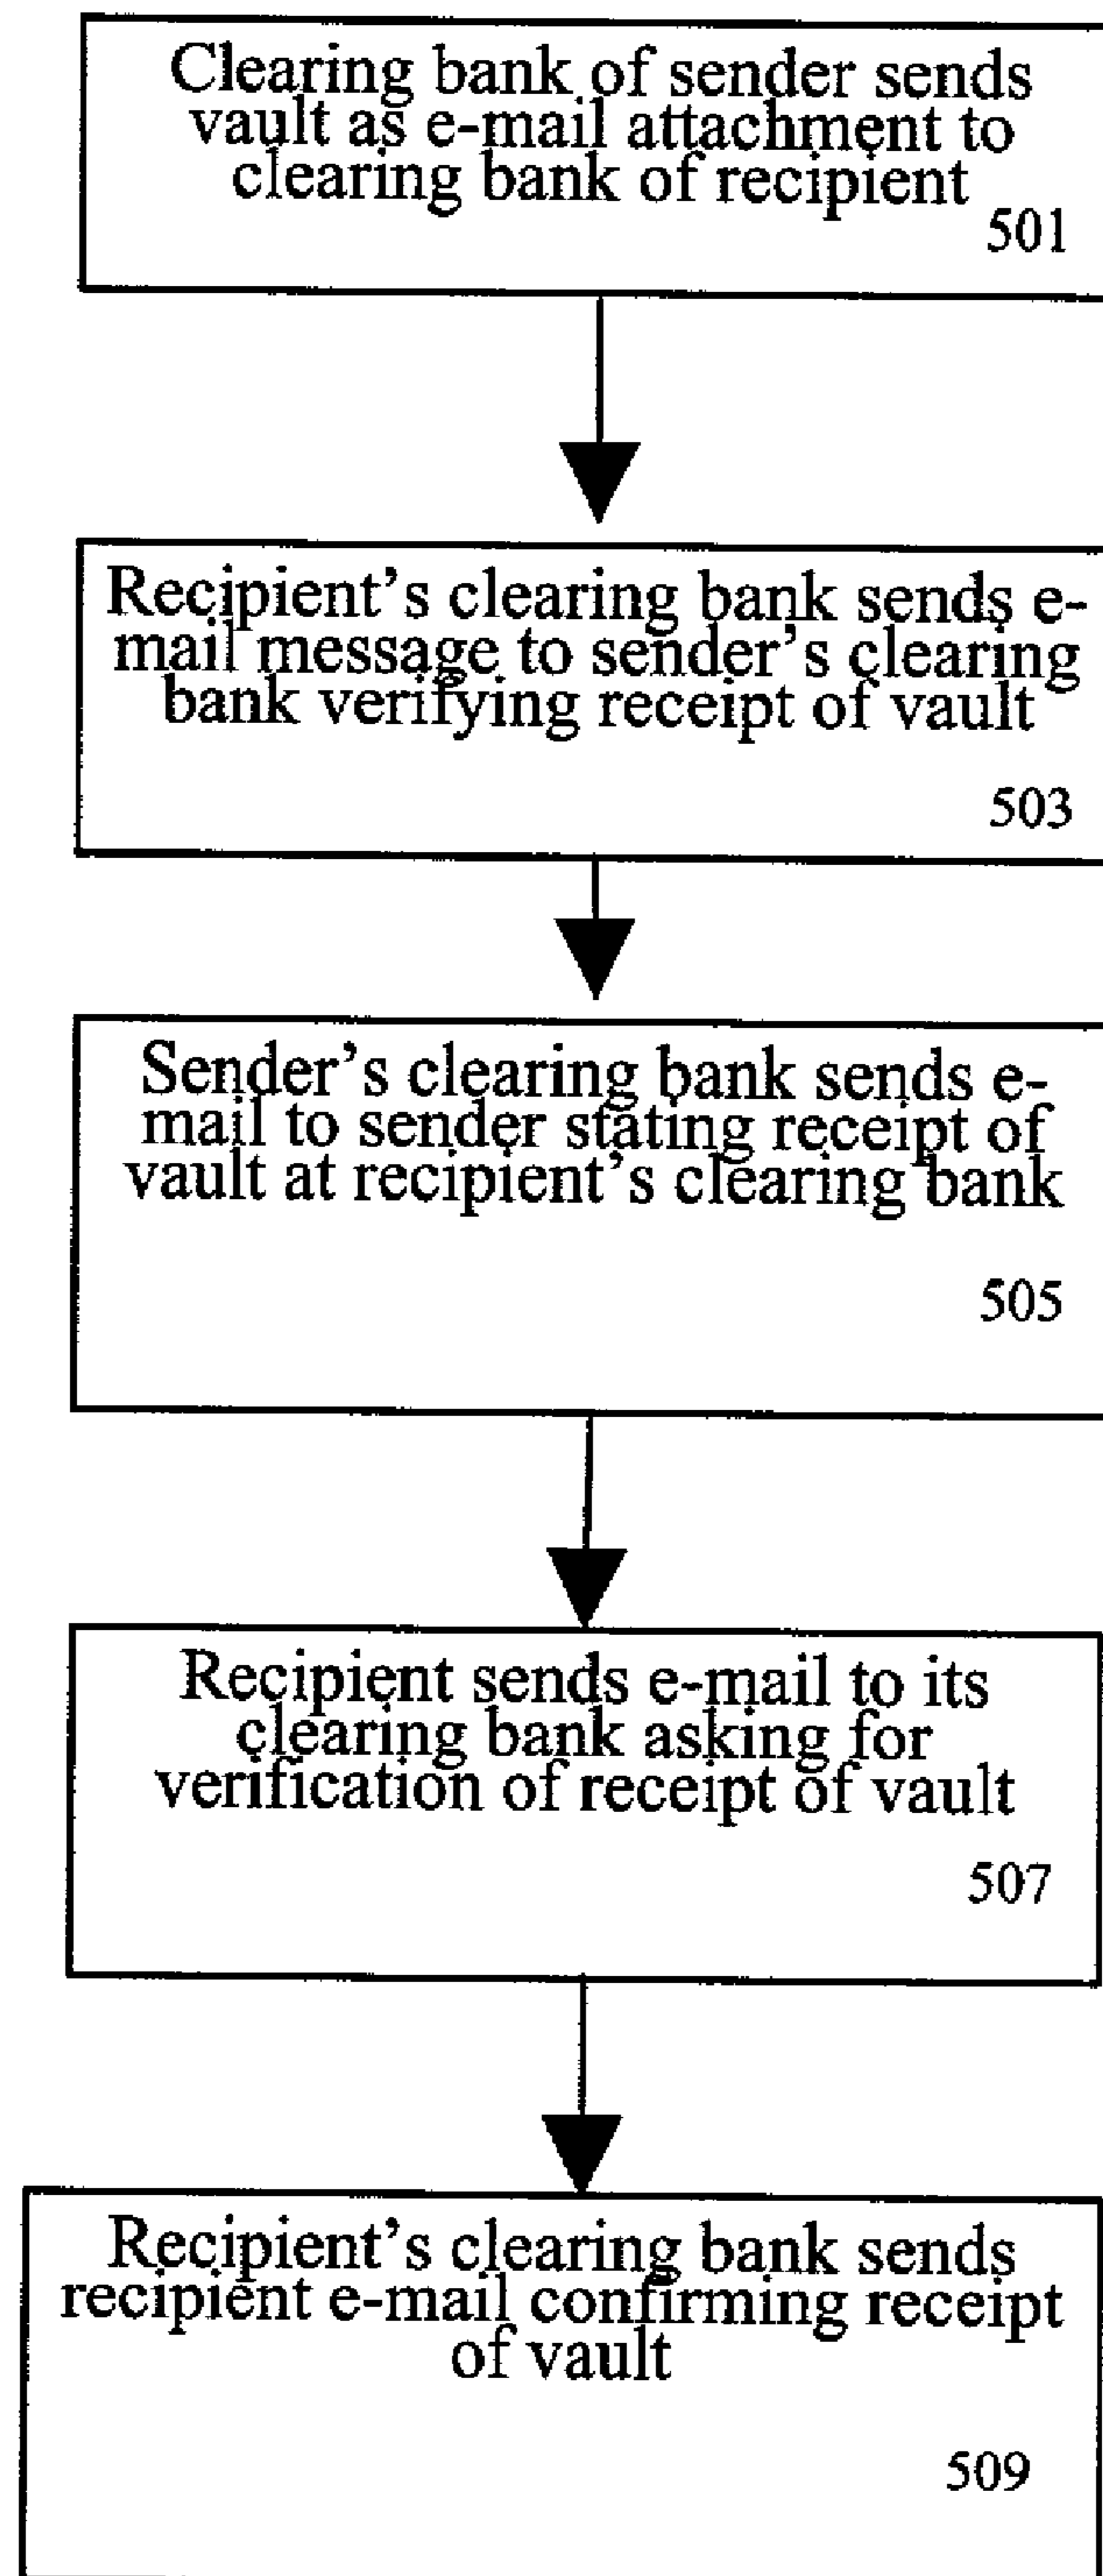 Clearing bank of sender sends
vault as e-mail attachment to
clearing bank of recipient
501
Recipient's clearing bank sends e-
mail message to sender's clearing
bank verifying receipt of vault
503
Sender's clearing bank sends e-
mail to sender stating receipt of
vault at recipient's clearing bank
505
Recipient sends e-mail to its
clearing bank asking for
verification of receipt of vault
507
Recipient's clearing bank sends
recipient e-mail confirming receipt
of vault
509